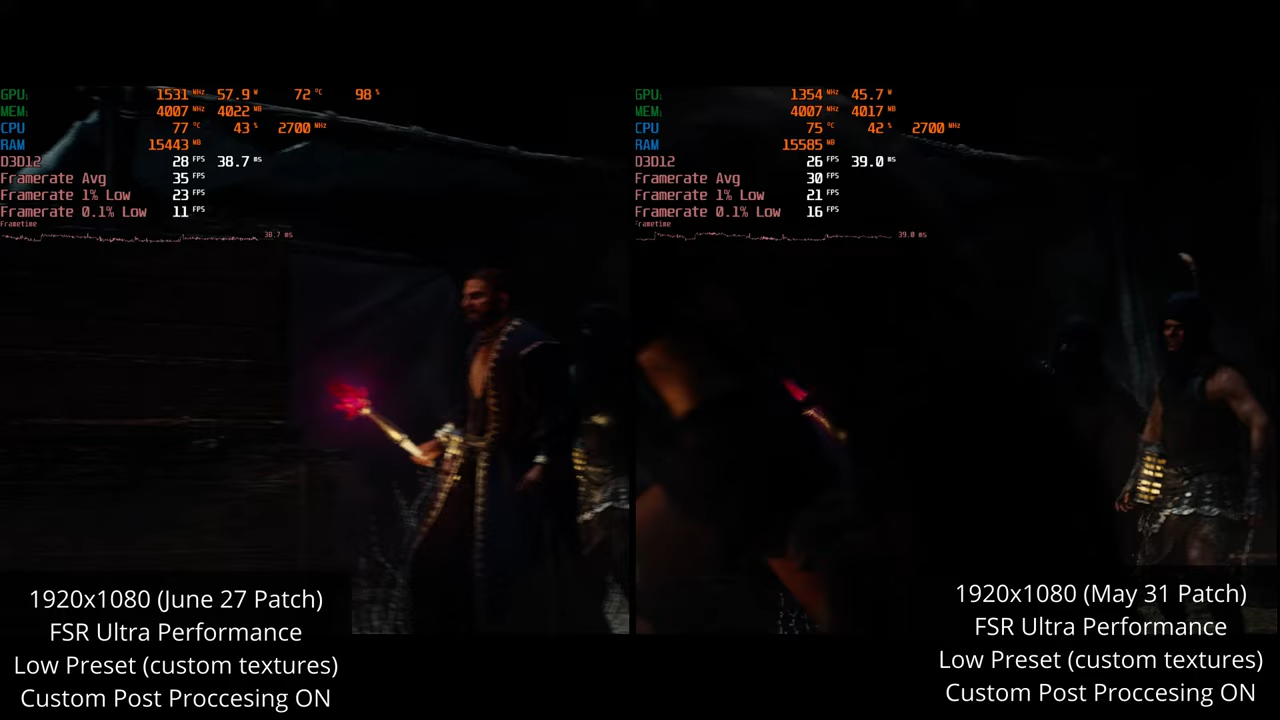 GPU 1531 MHz 57.9 W 72 °C 98 %
MEM 4007 MHz 4022 MB
CPU 77 °C 43 % 2700 MHz
RAM 15443 MB
D3D12 28 FPS 38.7 ms
Framerate Avg 35 FPS
Framerate 1% Low 23 FPS
Framerate 0.1% Low 11 FPS
Frametime
38.7 ms
GPU 1354 MHz 45.7 W
MEM 4007 MHz 4017 MB
CPU 75 °C 42 % 2700 MHz
RAM 15585 MB
D3D12 26 FPS 39.0 ms
Framerate Avg 30 FPS
Framerate 1% Low 21 FPS
Framerate 0.1% Low 16 FPS
Frametime
39.0 ms
1920x1080 (June 27 Patch)
FSR Ultra Performance
Low Preset (custom textures)
Custom Post Proccesing ON
1920x1080 (May 31 Patch)
FSR Ultra Performance
Low Preset (custom textures)
Custom Post Proccesing ON